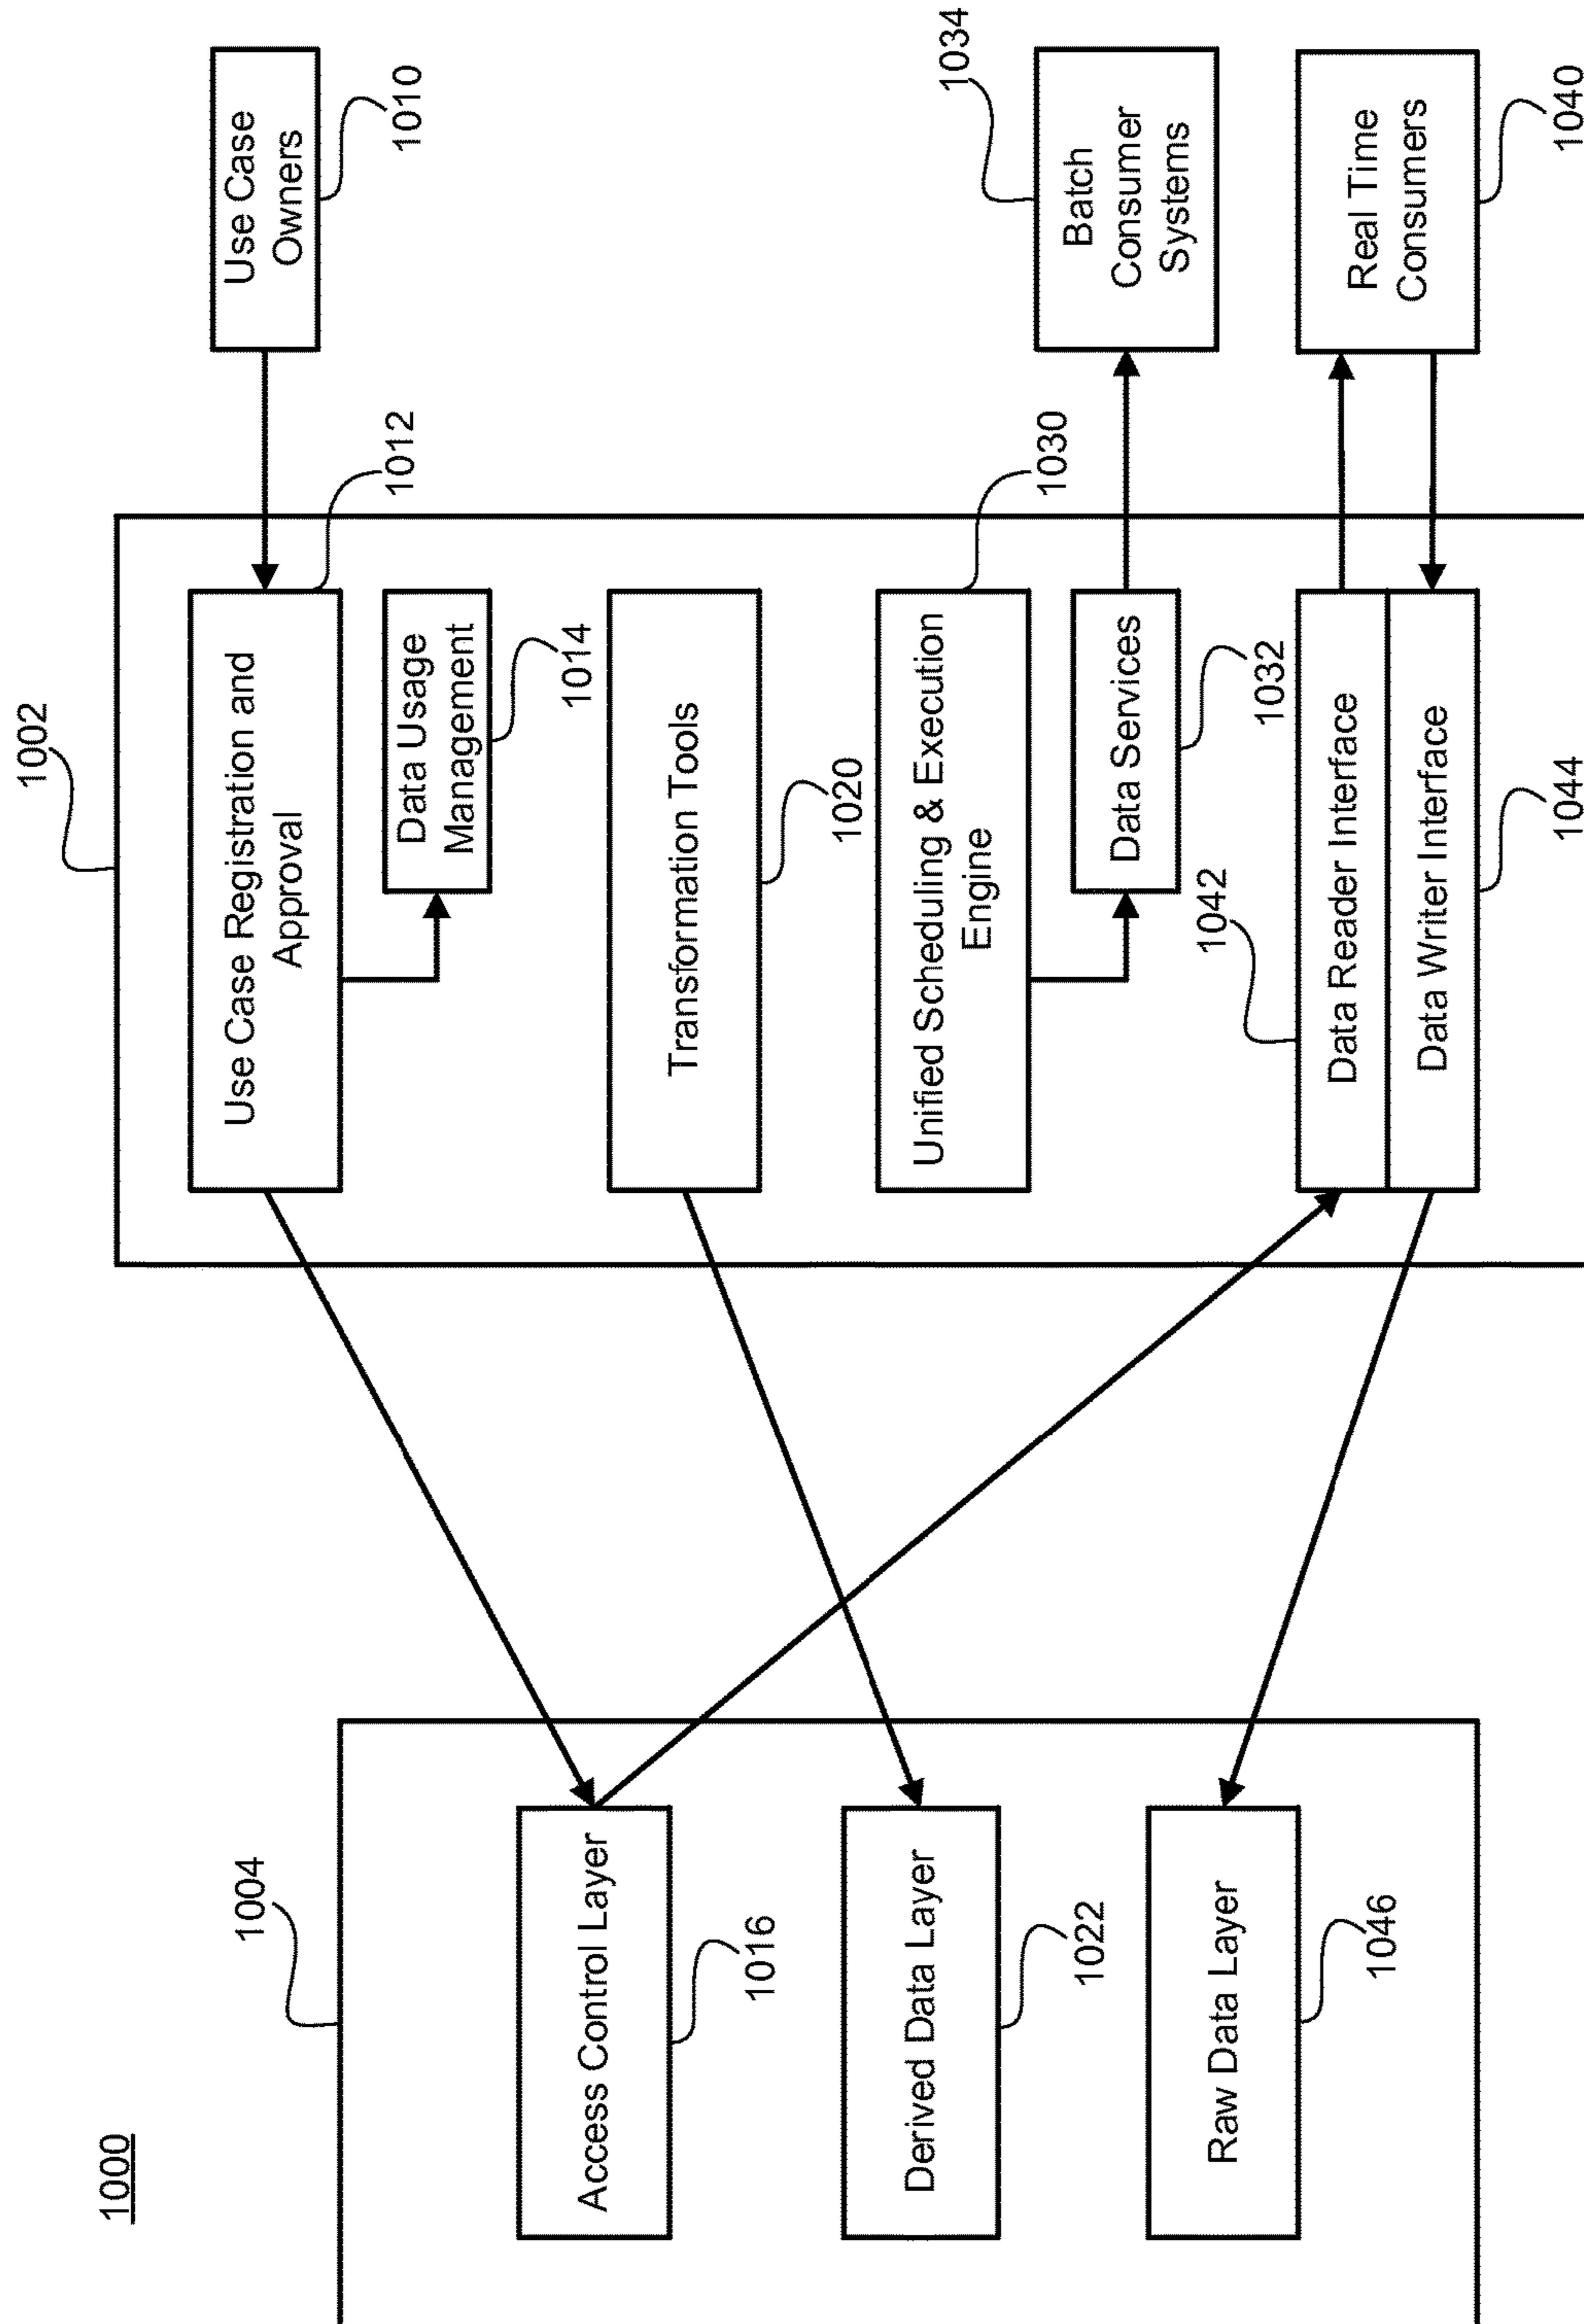 1000
1002
1004
Use Case
Owners
1010
Use Case Registration and
Approval
1012
Data Usage
Management
1014
Access Control Layer
1016
Transformation Tools
1020
Derived Data Layer
1022
Unified Scheduling & Execution
Engine
1030
Data Services
1032
Batch
Consumer
Systems
1034
Real Time
Consumers
1040
Data Reader Interface
1042
Data Writer Interface
1044
Raw Data Layer
1046